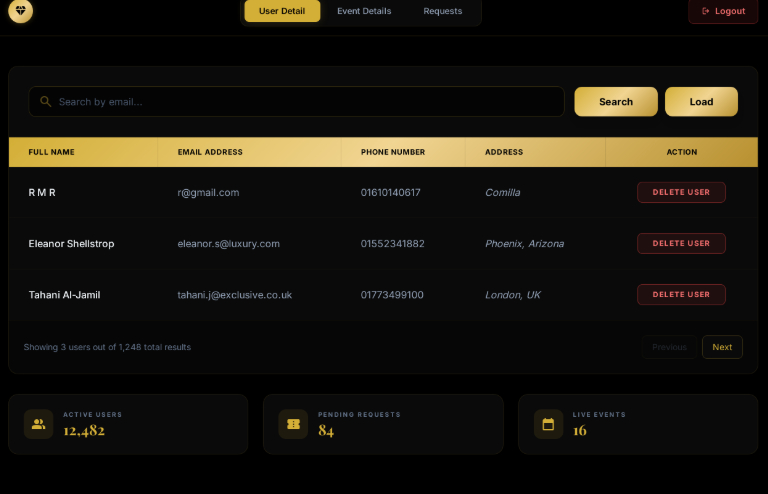 User Detail Event Details Requests Logout
Search by email... Search Load
FULL NAME EMAIL ADDRESS PHONE NUMBER ADDRESS ACTION
R M R r@gmail.com 01610140617 Comilla DELETE USER
Eleanor Shellstrop eleanor.s@luxury.com 01552341882 Phoenix, Arizona DELETE USER
Tahani Al-Jamil tahani.j@exclusive.co.uk 01773499100 London, UK DELETE USER
Showing 3 users out of 1,248 total results Previous Next
ACTIVE USERS PENDING REQUESTS LIVE EVENTS
12,482 84 16